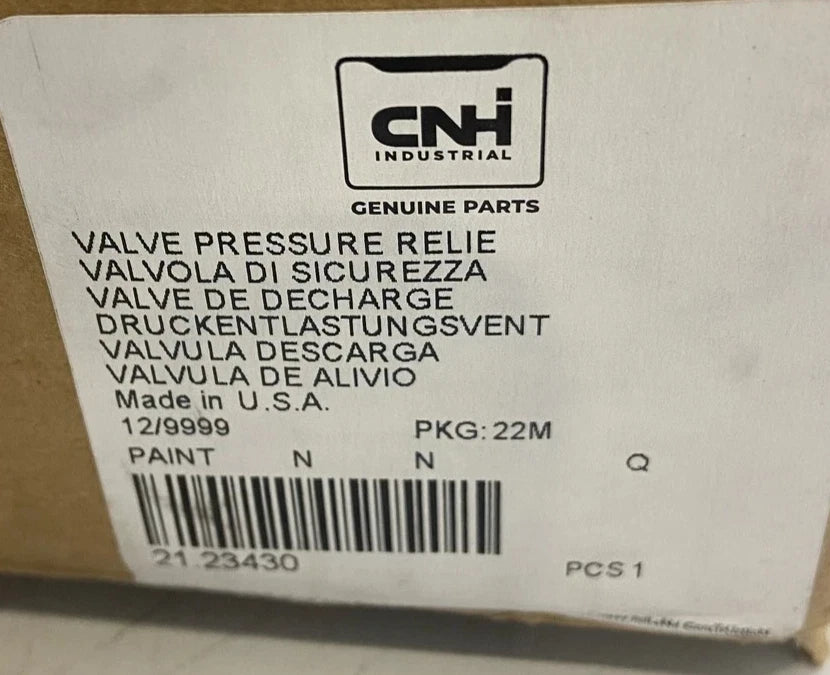 CNHi
INDUSTRIAL
GENUINE PARTS
VALVE PRESSURE RELIE
VALVOLA DI SICUREZZA
VALVE DE DECHARGE
DRUCKENTLASTUNGSVENT
VALVULA DESCARGA
VALVULA DE ALIVIO
Made in U.S.A.
12/9999 PKG: 22M
PAINT N N Q
21.23430 PCS 1